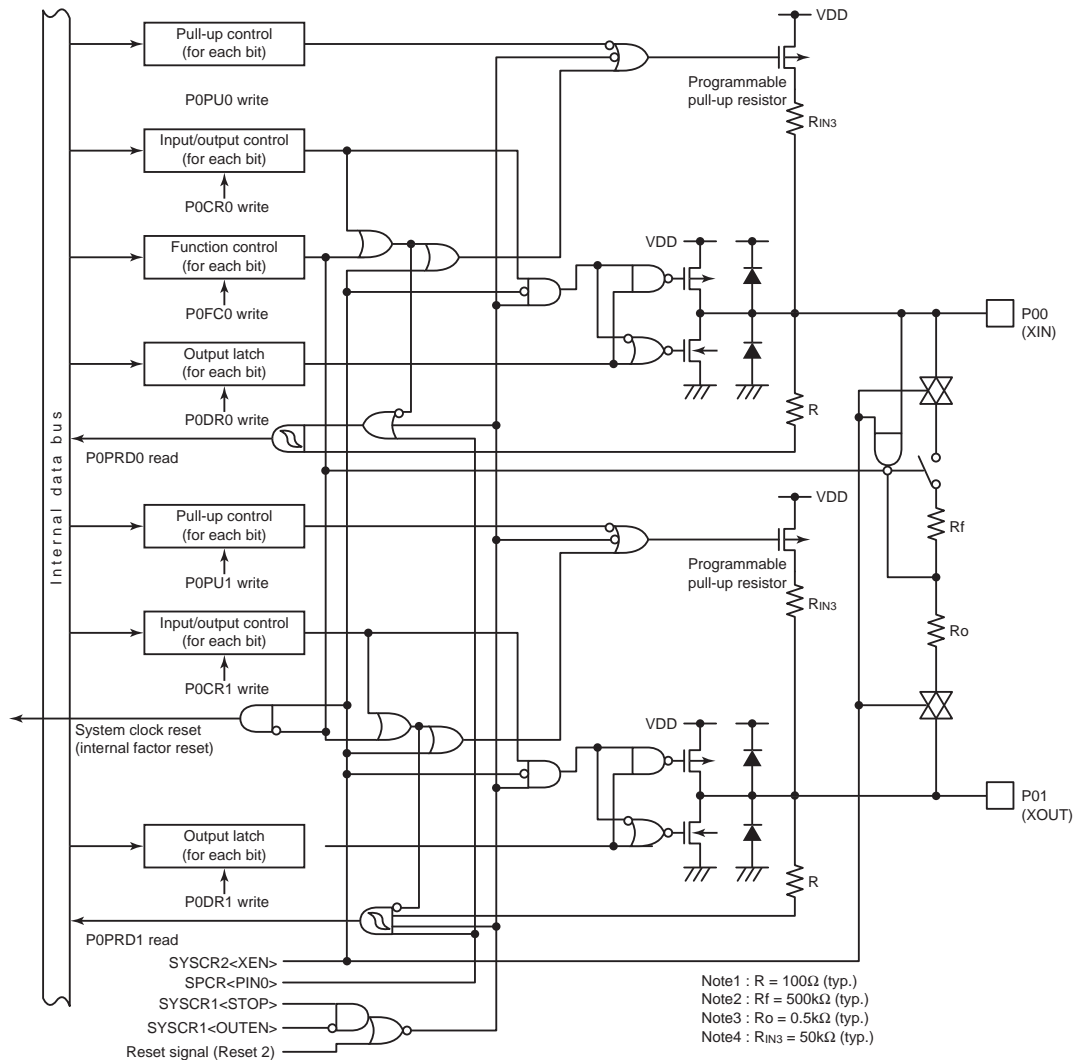 VDD
Pull-up control
(for each bit)
Programmable
pull-up resistor
P0PU0 write
RIN3
Input/output control
(for each bit)
P0CR0 write
VDD
Function control
(for each bit)
P0FC0 write
P00
(XIN)
Output latch
(for each bit)
R
P0DR0 write
P0PRD0 read
Internal data bus
VDD
Pull-up control
(for each bit)
Rf
Programmable
pull-up resistor
P0PU1 write
RIN3
Input/output control
(for each bit)
Ro
P0CR1 write
System clock reset
(internal factor reset)
VDD
P01
(XOUT)
Output latch
(for each bit)
R
P0DR1 write
P0PRD1 read
SYSCR2<XEN>
SPCR<PIN0>
SYSCR1<STOP>
SYSCR1<OUTEN>
Reset signal (Reset 2)
Note1 : R = 100Ω (typ.)
Note2 : Rf = 500kΩ (typ.)
Note3 : Ro = 0.5kΩ (typ.)
Note4 : RIN3 = 50kΩ (typ.)